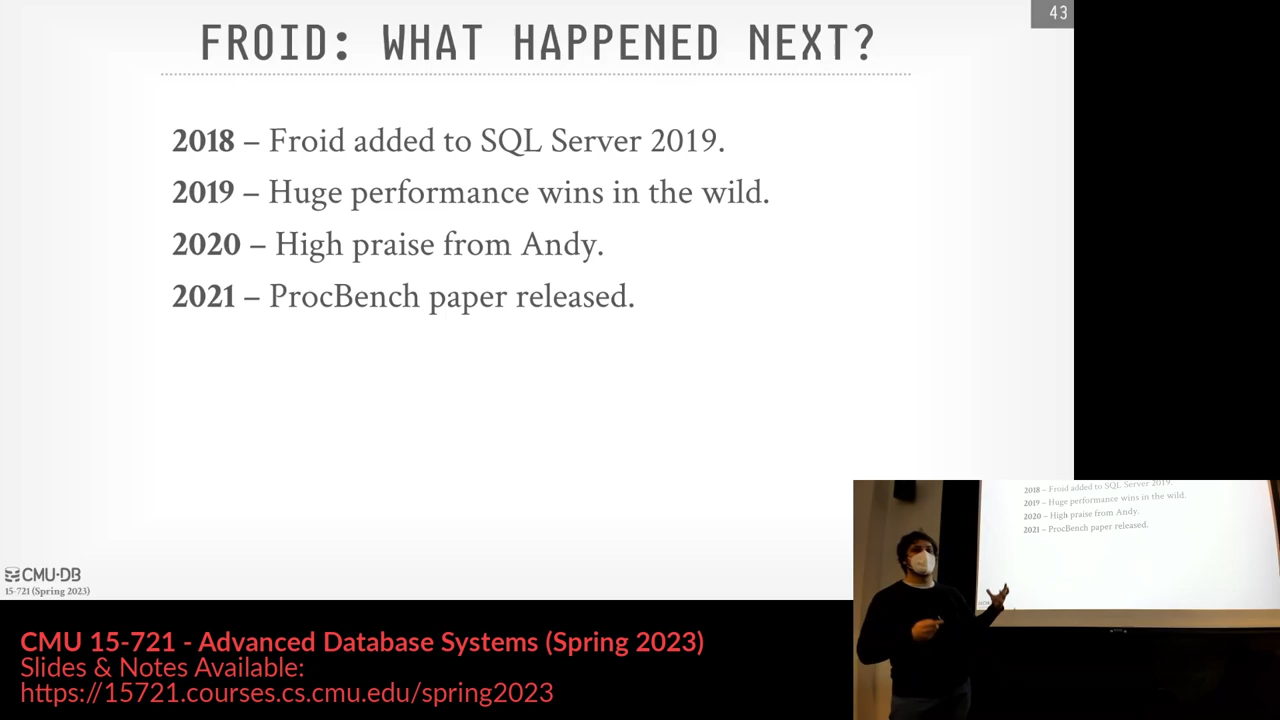 43
FROID: WHAT HAPPENED NEXT?
2018 – Froid added to SQL Server 2019.
2019 – Huge performance wins in the wild.
2020 – High praise from Andy.
2021 – ProcBench paper released.
CMU·DB
15-721 (Spring 2023)
2018 – Froid added to SQL Server 2019.
2019 – Huge performance wins in the wild.
2020 – High praise from Andy.
2021 – ProcBench paper released.
CMU 15-721 - Advanced Database Systems (Spring 2023)
Slides & Notes Available:
https://15721.courses.cs.cmu.edu/spring2023